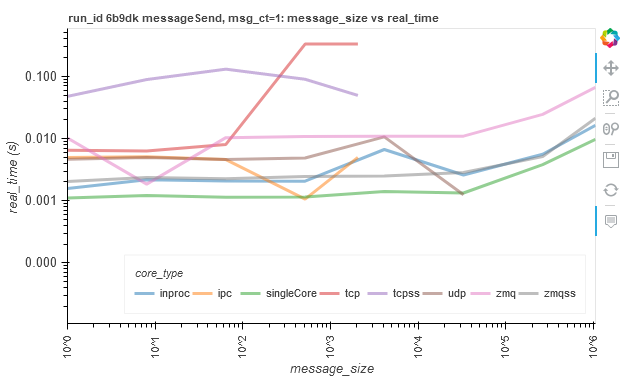 run_id 6b9dk messageSend, msg_ct=1: message_size vs real_time
real_time (s)
0.100
0.010
0.001
0.000
core_type
inproc ipc singleCore tcp tcpss udp zmq zmqss
10^0 10^1 10^2 10^3 10^4 10^5 10^6
message_size